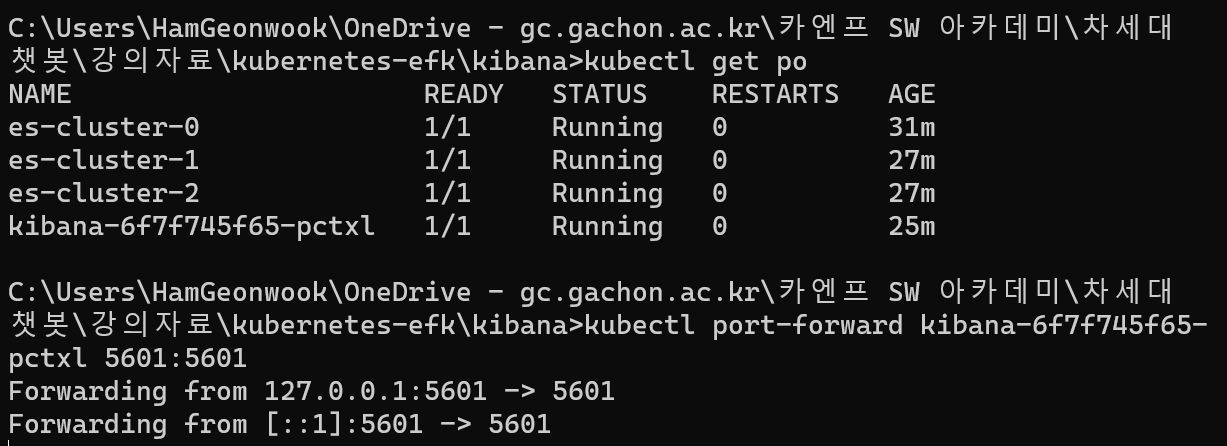 C:\Users\HamGeonwook\OneDrive - gc.gachon.ac.kr\카엔프 SW 아카데미\차세대
챗봇\강의자료\kubernetes-efk\kibana>kubectl get po
NAME                      READY   STATUS    RESTARTS   AGE
es-cluster-0              1/1     Running   0          31m
es-cluster-1              1/1     Running   0          27m
es-cluster-2              1/1     Running   0          27m
kibana-6f7f745f65-pctxl   1/1     Running   0          25m
C:\Users\HamGeonwook\OneDrive - gc.gachon.ac.kr\카엔프 SW 아카데미\차세대
챗봇\강의자료\kubernetes-efk\kibana>kubectl port-forward kibana-6f7f745f65-
pctxl 5601:5601
Forwarding from 127.0.0.1:5601 -> 5601
Forwarding from [::1]:5601 -> 5601